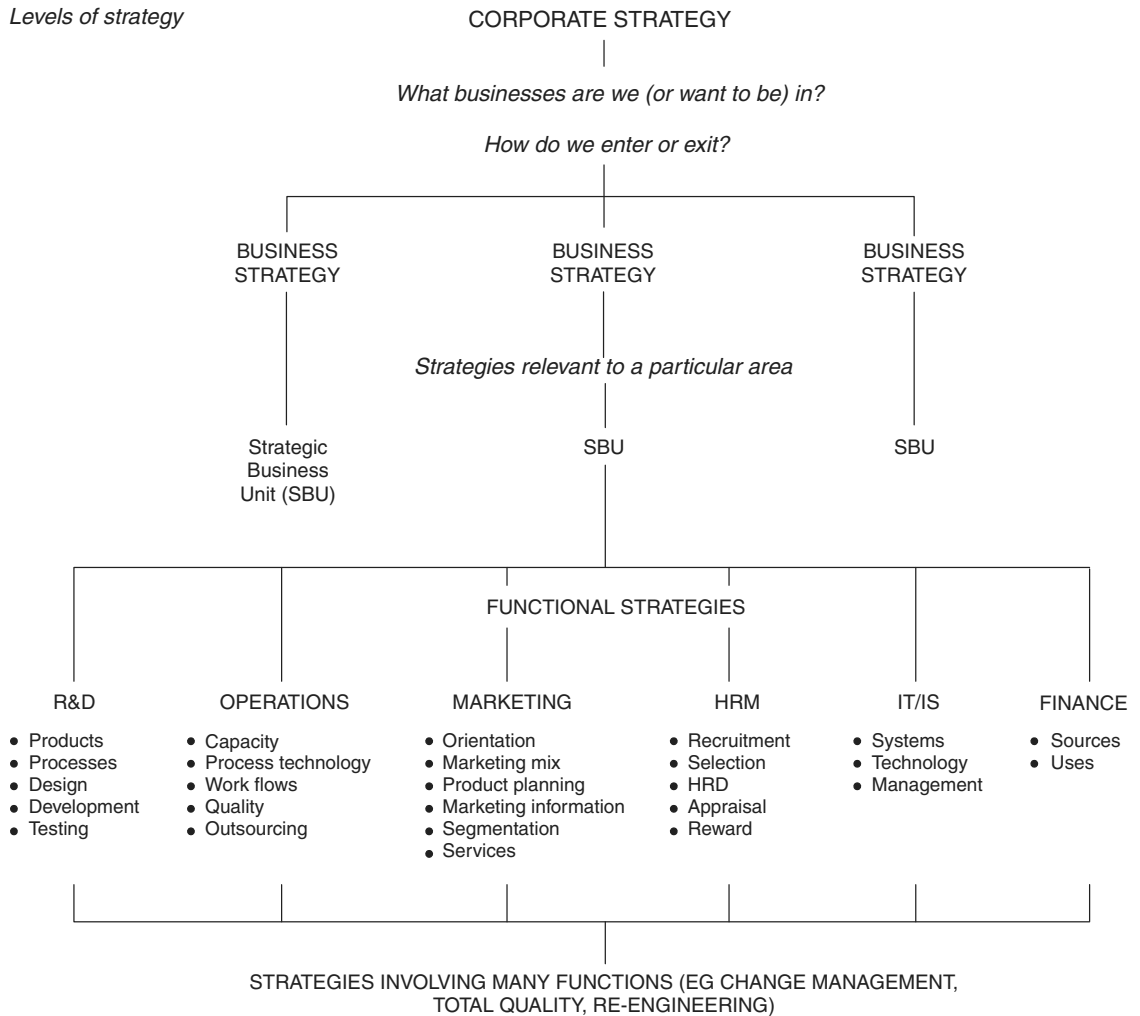 Levels of strategy
CORPORATE STRATEGY
What businesses are we (or want to be) in?
How do we enter or exit?
BUSINESS
STRATEGY
BUSINESS
STRATEGY
BUSINESS
STRATEGY
Strategies relevant to a particular area
Strategic
Business
Unit (SBU)
SBU
SBU
FUNCTIONAL STRATEGIES
R&D
• Products
• Processes
• Design
• Development
• Testing
OPERATIONS
• Capacity
• Process technology
• Work flows
• Quality
• Outsourcing
MARKETING
• Orientation
• Marketing mix
• Product planning
• Marketing information
• Segmentation
• Services
HRM
• Recruitment
• Selection
• HRD
• Appraisal
• Reward
IT/IS
• Systems
• Technology
• Management
FINANCE
• Sources
• Uses
STRATEGIES INVOLVING MANY FUNCTIONS (EG CHANGE MANAGEMENT,
TOTAL QUALITY, RE-ENGINEERING)